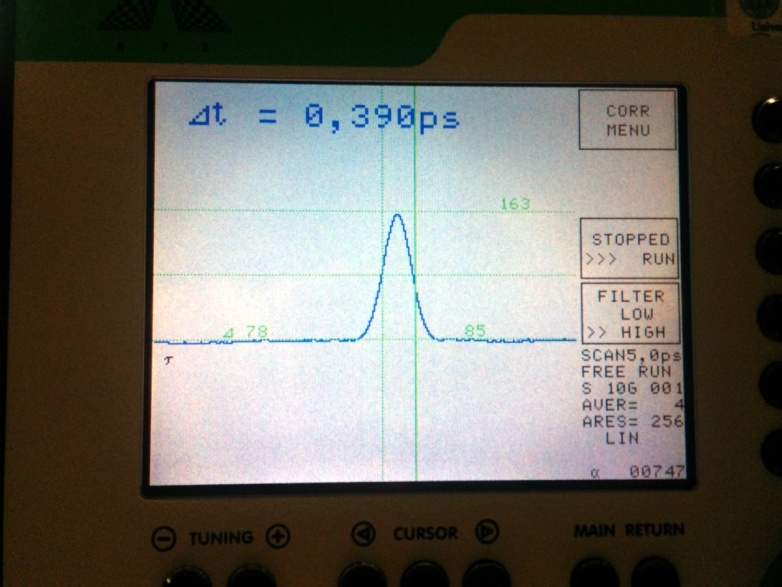 Δt = 0,390ps
CORR
MENU
163
STOPPED
>>> RUN
FILTER
LOW
>> HIGH
Δ 78
85
τ
SCAN5,0ps
FREE RUN
S 10G 001
AVER= 4
ARES= 256
LIN
α 00747
TUNING
CURSOR
MAIN RETURN